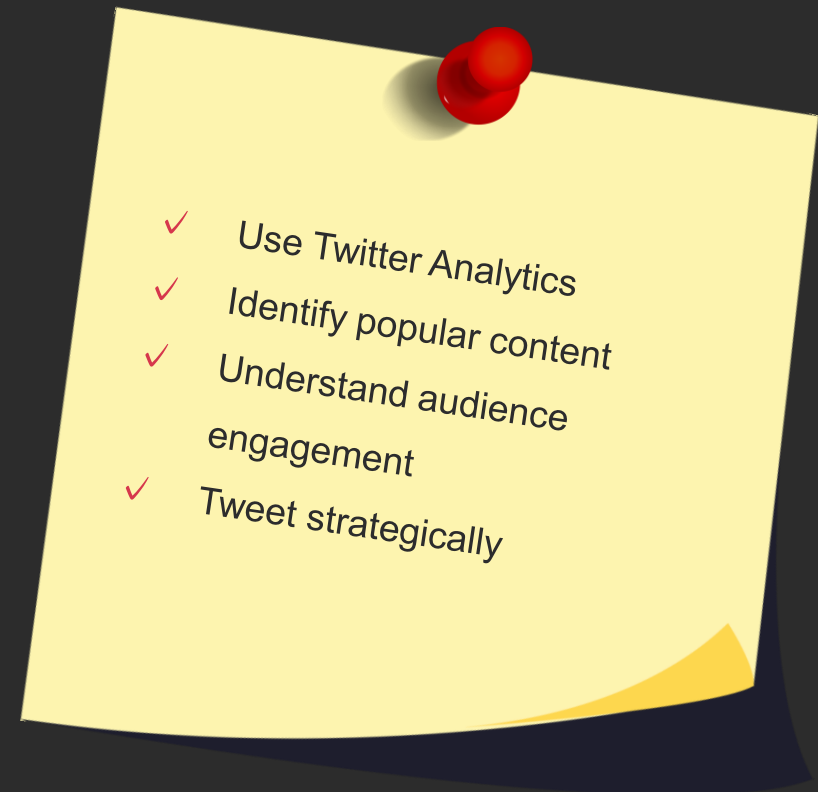 Use Twitter Analytics
Identify popular content
Understand audience
engagement
Tweet strategically